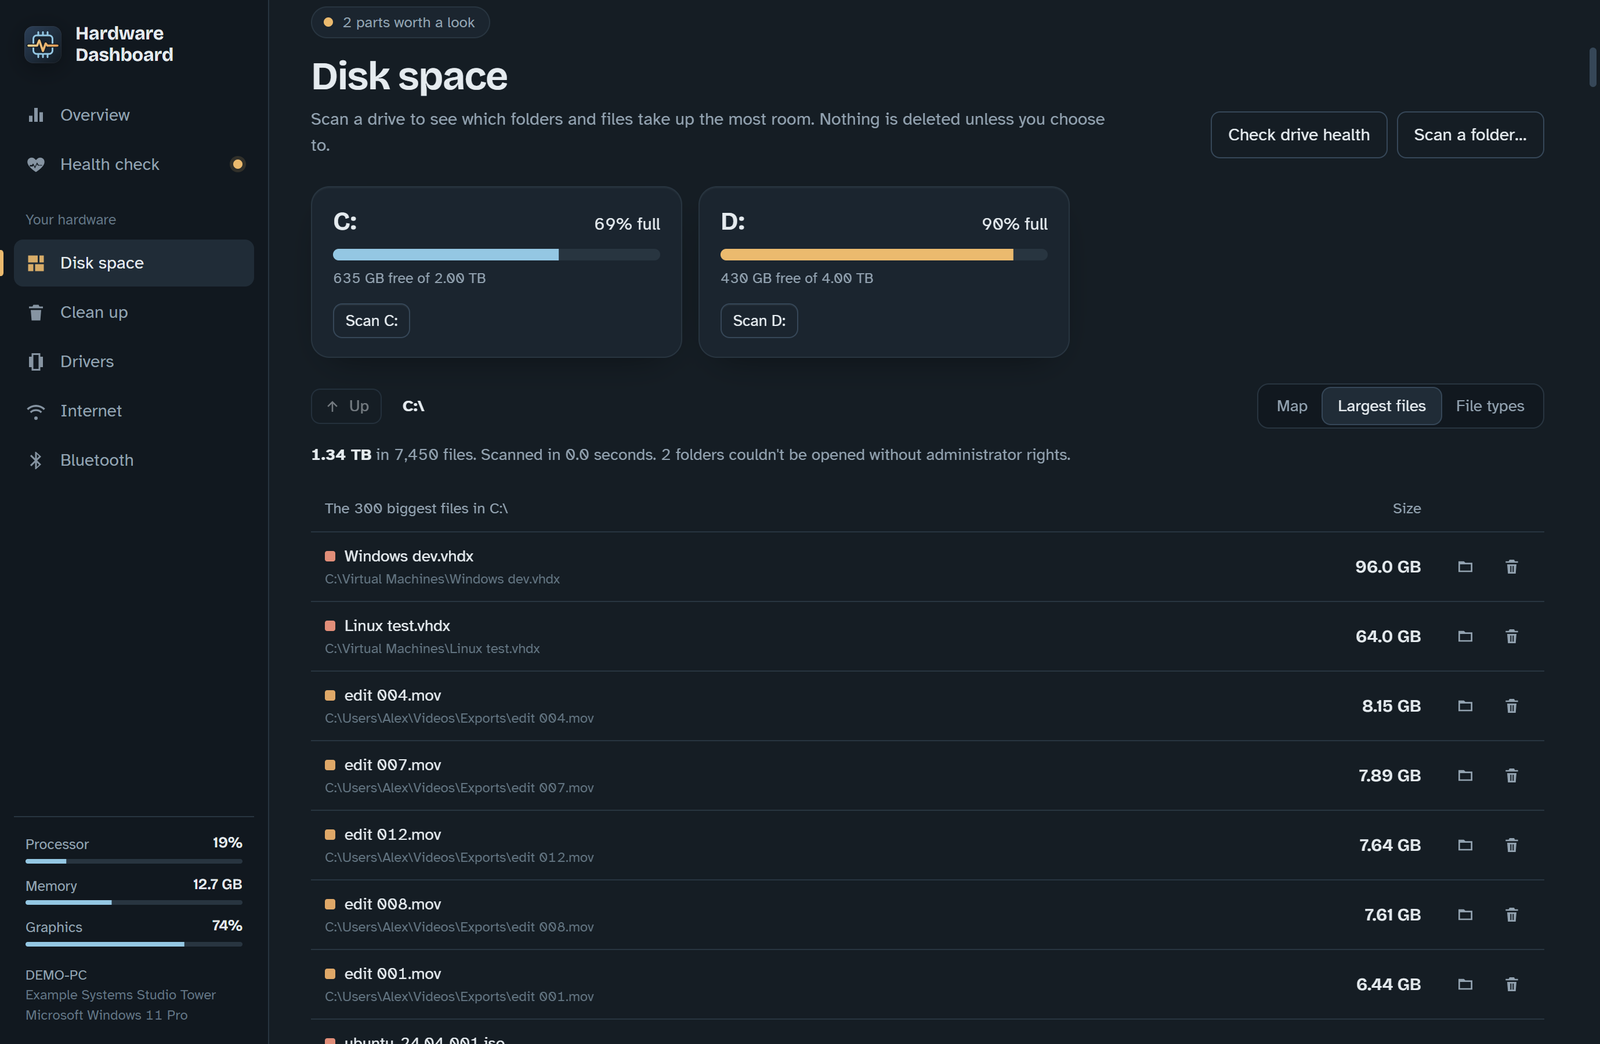 Hardware
Dashboard
Overview
Health check
Your hardware
Disk space
Clean up
Drivers
Internet
Bluetooth
Processor 19%
Memory 12.7 GB
Graphics 74%
DEMO-PC
Example Systems Studio Tower
Microsoft Windows 11 Pro
2 parts worth a look
Disk space
Scan a drive to see which folders and files take up the most room. Nothing is deleted unless you choose
to.
Check drive health
Scan a folder...
C: 69% full
635 GB free of 2.00 TB
Scan C:
D: 90% full
430 GB free of 4.00 TB
Scan D:
Up C:\
Map Largest files File types
1.34 TB in 7,450 files. Scanned in 0.0 seconds. 2 folders couldn't be opened without administrator rights.
The 300 biggest files in C:\ Size
Windows dev.vhdx
C:\Virtual Machines\Windows dev.vhdx
96.0 GB
Linux test.vhdx
C:\Virtual Machines\Linux test.vhdx
64.0 GB
edit 004.mov
C:\Users\Alex\Videos\Exports\edit 004.mov
8.15 GB
edit 007.mov
C:\Users\Alex\Videos\Exports\edit 007.mov
7.89 GB
edit 012.mov
C:\Users\Alex\Videos\Exports\edit 012.mov
7.64 GB
edit 008.mov
C:\Users\Alex\Videos\Exports\edit 008.mov
7.61 GB
edit 001.mov
C:\Users\Alex\Videos\Exports\edit 001.mov
6.44 GB
ubuntu-24.04.001.iso